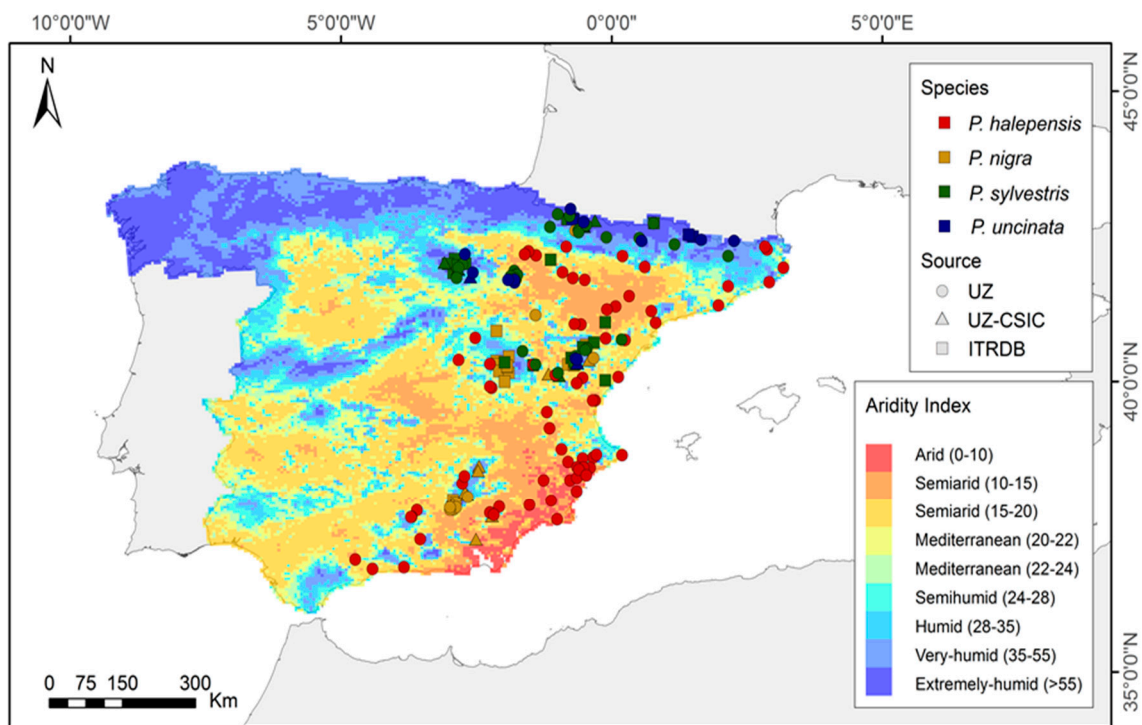 10°0'0"W 5°0'0"W 0°0'0" 5°0'0"E
N
45°0'0"N
40°0'0"N
35°0'0"N
Species
P. halepensis
P. nigra
P. sylvestris
P. uncinata
Source
UZ
UZ-CSIC
ITRDB
Aridity Index
Arid (0-10)
Semiarid (10-15)
Semiarid (15-20)
Mediterranean (20-22)
Mediterranean (22-24)
Semihumid (24-28)
Humid (28-35)
Very-humid (35-55)
Extremely-humid (>55)
0 75 150 300
Km